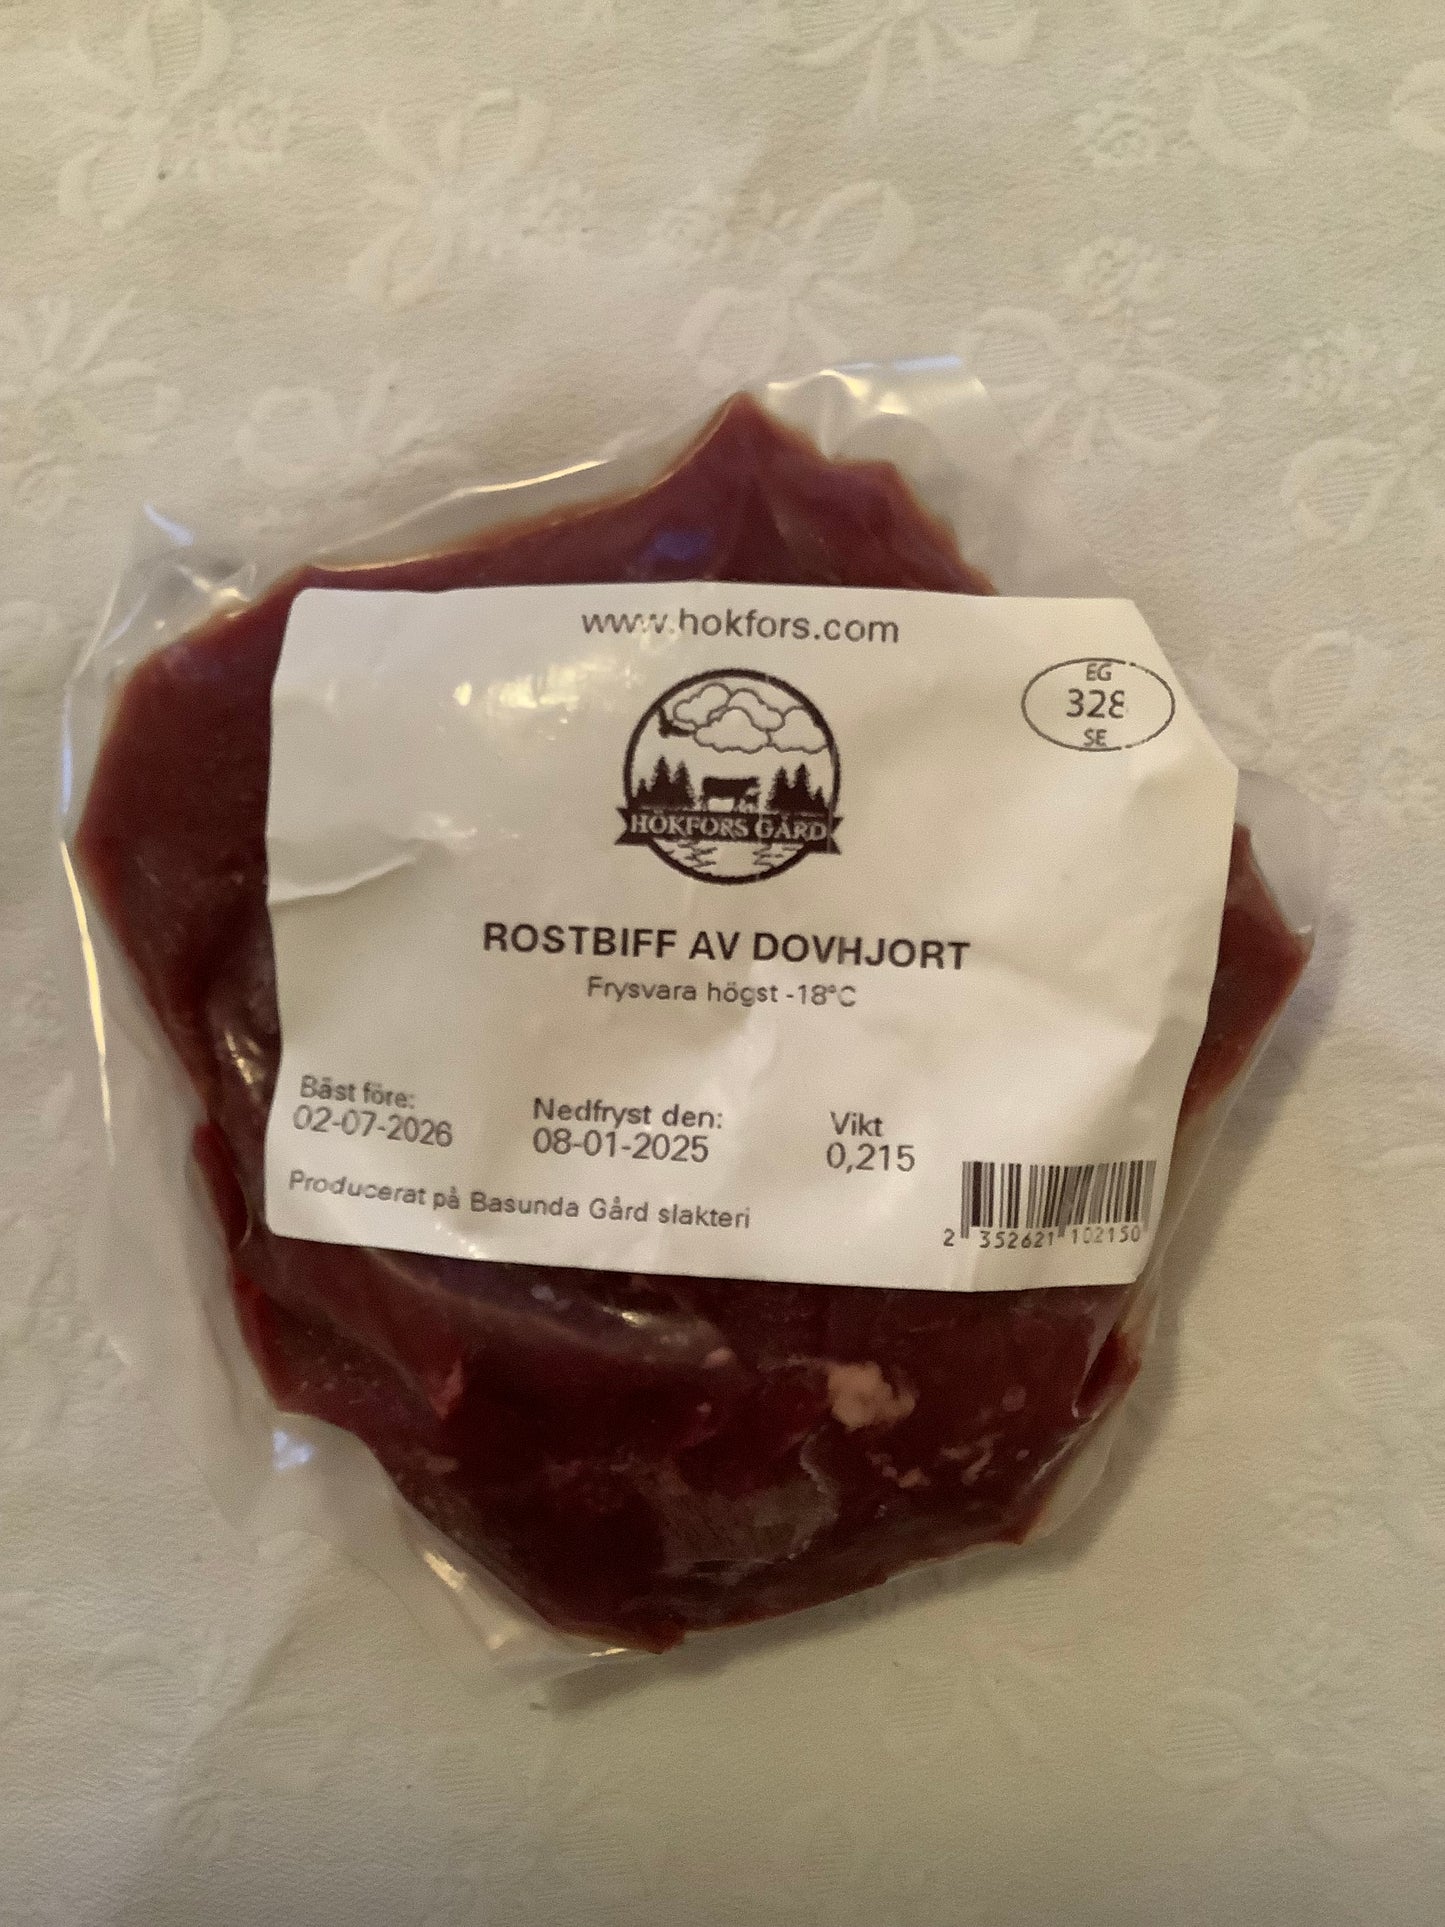 www.hokfors.com
EG
328
SE
HÖKFORS GÅRD
ROSTBIFF AV DOVHJORT
Frysvara högst -18°C
Bäst före:
02-07-2026
Nedfryst den:
08-01-2025
Vikt
0,215
Producerat på Basunda Gård slakteri
2 352621 102150